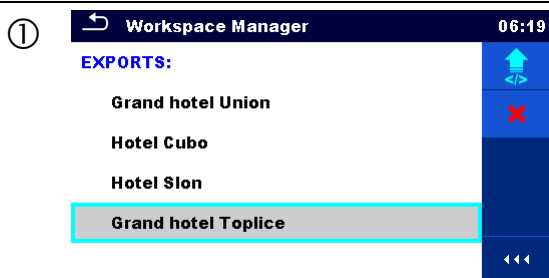 ①
Workspace Manager 06:19
EXPORTS:
</>
Grand hotel Union
Hotel Cubo
Hotel Slon
Grand hotel Toplice